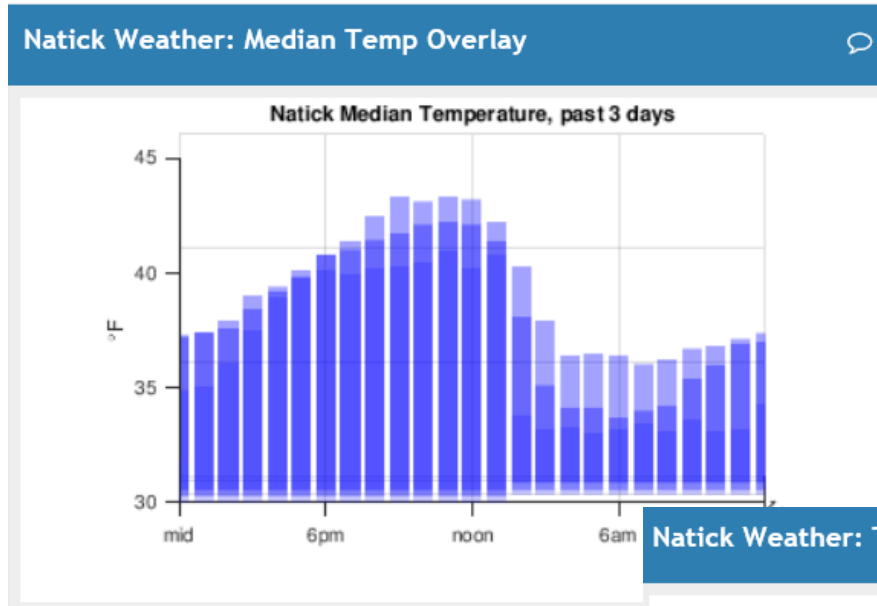 Natick Weather: Median Temp Overlay
Natick Median Temperature, past 3 days
45
40
35
30
°F
mid
6pm
noon
6am
Natick Weather: